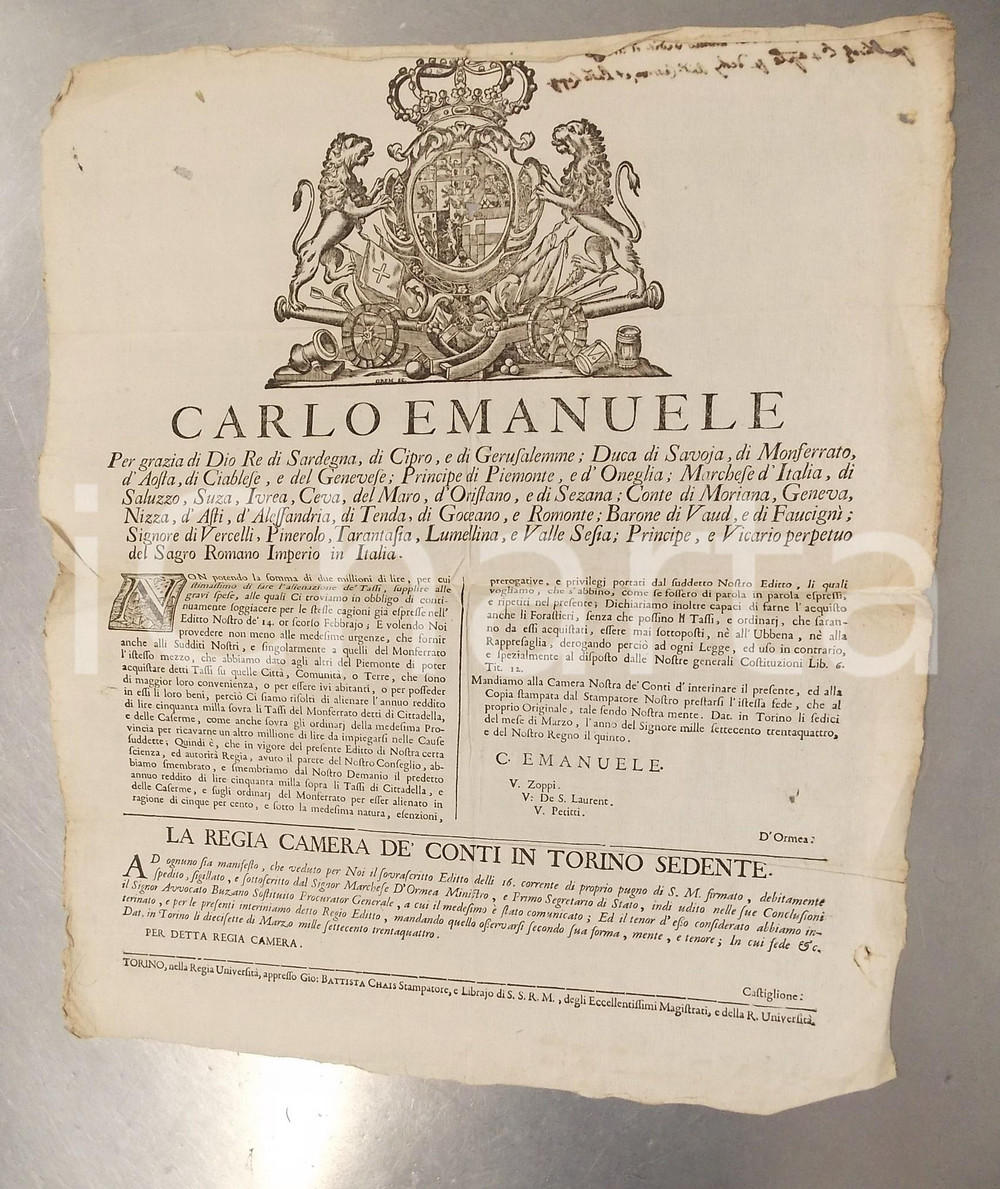 CARLO EMANUELE
Per grazia di Dio Re di Sardegna, di Cipro, e di Gerusalemme; Duca di Savoja, di Monferrato,
d'Aosta, di Ciablese, e del Genevese; Principe di Piemonte, e d'Oneglia; Marchese d'Italia, di
Saluzzo, Suza, Ivrea, Ceva, del Maro, d'Oristano, e di Sezana; Conte di Moriana, Geneva,
Nizza, d'Asti, d'Alessandria, di Tenda, di Goceano, e Romonte; Barone di Vaud, e di Faucignì;
Signore di Vercelli, Pinerolo, Tarantasia, Lumellina, e Valle Sesia; Principe, e Vicario perpetuo
del Sagro Romano Imperio in Italia.
NON potendo la somma di due millioni di lire, per cui
stimassimo di fare l'alienazione de' Tassi, supplire alle
gravi spese, alle quali Ci troviamo in obbligo di conti-
nuamente soggiacere per le stesse cagioni già espresse nell'
Editto Nostro de' 14. or scorso Febbrajo; E volendo Noi
provedere non meno alle medesime urgenze, che fornir
anche alli Sudditi Nostri, e singolarmente a quelli del Monferrato
l'istesso mezzo, che abbiamo dato agli altri del Piemonte di poter
acquistare detti Tassi su quelle Città, Comunità, o Terre, che sono
di maggior loro convenienza, o per essere ivi abitanti, o per posseder
in essi li loro beni, perciò Ci siamo risolti di alienare l'annuo reddito
di lire cinquanta milla sovra li Tassi del Monferrato detti di Cittadella,
e delle Caserme, come anche sovra gli ordinarj della medesima Pro-
vincia per ricavarne un altro millione di lire da impiegarsi nelle Cause
suddette; Quindi è, che in vigore del presente Editto di Nostra certa
scienza, ed autorità Regia, avuto il parere del Nostro Conseglio, ab-
biamo smembrato, e smembriamo dal Nostro Demanio il predetto
annuo reddito di lire cinquanta milla sopra li Tassi di Cittadella, e
delle Caserme, e sugli ordinarj del Monferrato per esser alienato in
ragione di cinque per cento, e sotto la medesima natura, esenzioni,
prerogative, e privilegj portati dal suddetto Nostro Editto, li quali
vogliamo, che s'abbino, come se fossero di parola in parola espressi,
e ripetiti nel presente; Dichiariamo inoltre capaci di farne l'acquisto
anche li Forastieri, senza che possino li Tassi, e ordinarj, che saran-
no da essi acquistati, essere mai sottoposti, nè all'Ubbena, nè alla
Rappresaglia, derogando perciò ad ogni Legge, ed uso in contrario,
e spezialmente al disposto dalle Nostre generali Costituzioni Lib. 6.
Tit. 12.
Mandiamo alla Camera Nostra de' Conti d' interinare il presente, ed alla
Copia stampata dal Stampatore Nostro prestarsi l'istessa fede, che al
proprio Originale, tale sendo Nostra mente. Dat. in Torino li sedici
del mese di Marzo, l'anno del Signore mille settecento trentaquattro,
e del Nostro Regno il quinto.
C. EMANUELE.
V. Zoppi.
V: De S. Laurent.
V. Petitti.
D'Ormea:
LA REGIA CAMERA DE' CONTI IN TORINO SEDENTE.
AD ognuno sia manifesto, che veduto per Noi il sovrascritto Editto delli 16. corrente di proprio pugno di S. M. firmato, debitamente
spedito, sigillato, e sottoscritto dal Signor Marchese D'Ormea Ministro, e Primo Segretario di Stato, indi udito nelle sue Conclusioni
il Signor Avvocato Buzano Sostituto Procurator Generale, a cui il medesimo è stato comunicato; Ed il tenor d'esso considerato abbiamo in-
terinato, e per le presenti interiniamo detto Regio Editto, mandando quello osservarsi secondo sua forma, mente, e tenore; In cui fede &c.
Dat. in Torino li diecisette di Marzo mille settecento trentaquattro.
PER DETTA REGIA CAMERA.
Castiglione:
TORINO, nella Regia Università, appresso Gio: BATTISTA CHAIS Stampatore, e Librajo di S. S. R. M., degli Eccellentissimi Magistrati, e della R. Università.